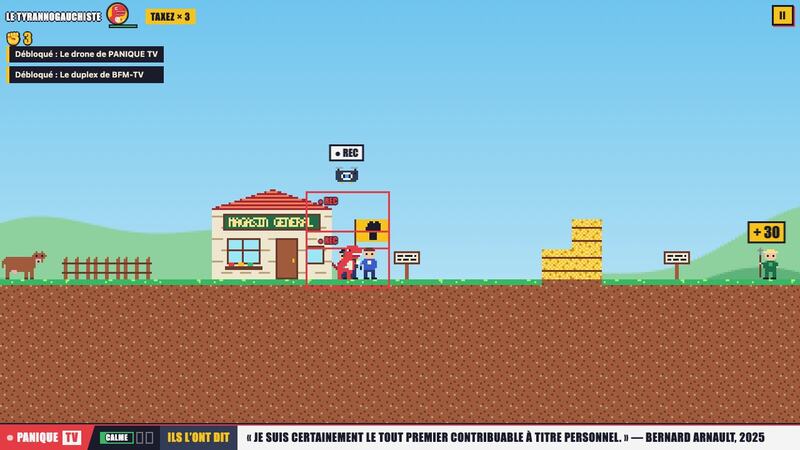 LE TYRANNOGAUCHISTE
TAXEZ × 3
3
Débloqué : Le drone de PANIQUE TV
Débloqué : Le duplex de BFM-TV
REC
REC
MAGASIN GENERAL
REC
+ 30
PANIQUE TV
CALME
ILS L'ONT DIT
« JE SUIS CERTAINEMENT LE TOUT PREMIER CONTRIBUABLE À TITRE PERSONNEL. » — BERNARD ARNAULT, 2025